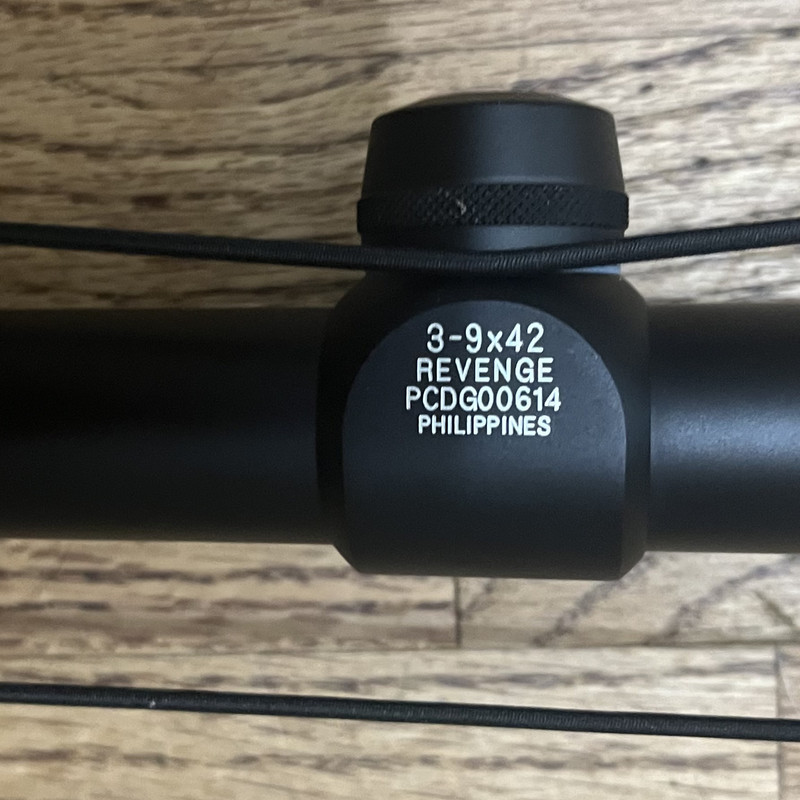 3-9x42
REVENGE
PCDG00614
PHILIPPINES